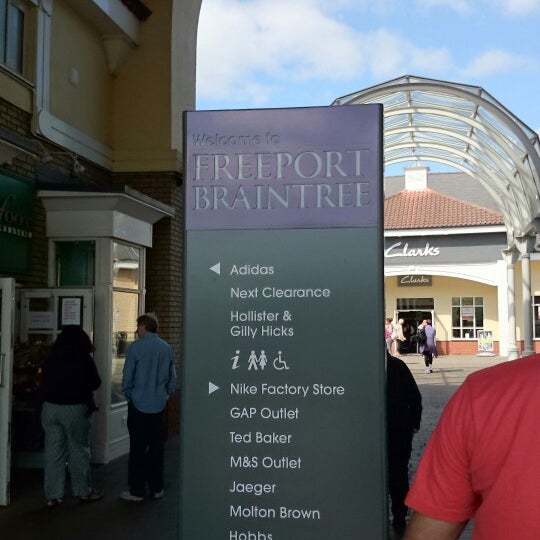 Welcome to
FREEPORT
BRAINTREE
Adidas
Next Clearance
Hollister &
Gilly Hicks
Nike Factory Store
GAP Outlet
Ted Baker
M&S Outlet
Jaeger
Molton Brown
Hobbs
Clarks
Clarks